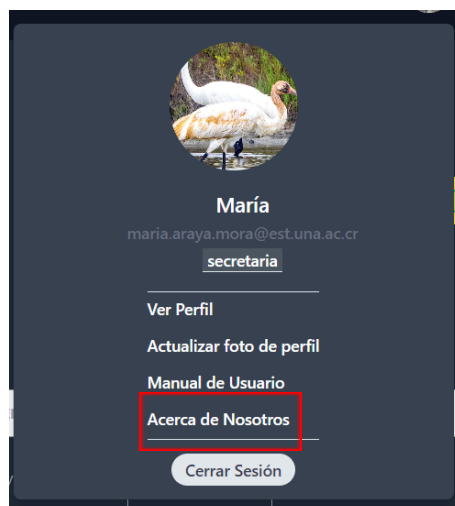 María
maria.araya.mora@est.una.ac.cr
secretaria
Ver Perfil
Actualizar foto de perfil
Manual de Usuario
Acerca de Nosotros
Cerrar Sesión